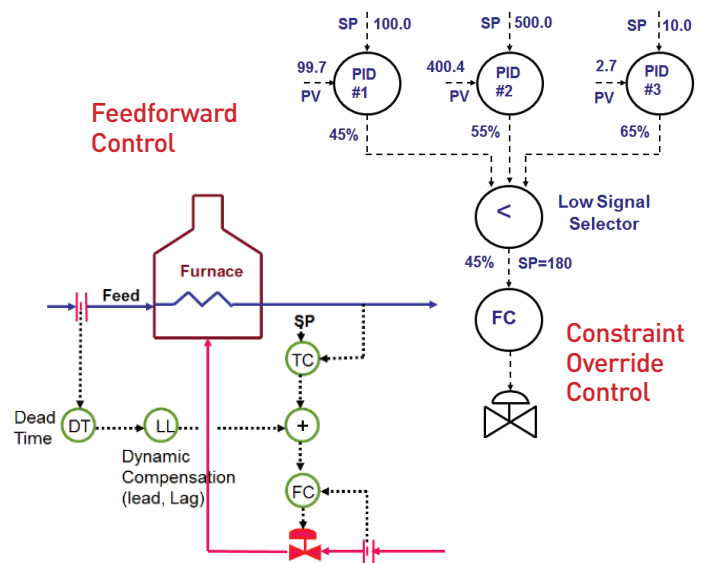 SP 100.0
SP 500.0
SP 10.0
99.7
PV
PID
#1
400.4
PV
PID
#2
2.7
PV
PID
#3
45%
55%
65%
<
Low Signal
Selector
45%
SP=180
FC
Constraint
Override
Control
Feedforward
Control
Furnace
Feed
SP
TC
Dead
Time
DT
LL
+
Dynamic
Compensation
(lead, Lag)
FC